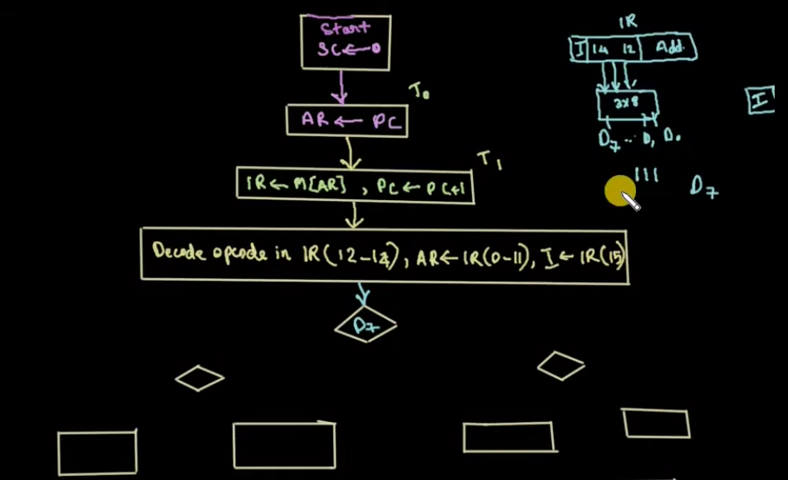 Start
SC ← 0
T₀
AR ← PC
T₁
IR ← M[AR] , PC ← PC+1
Decode opcode in IR(12-14), AR ← IR(0-11), I ← IR(15)
D₇
IR
I 14 12 Add.
3x8
D₇ ... D₁ D₀
I
111 D₇